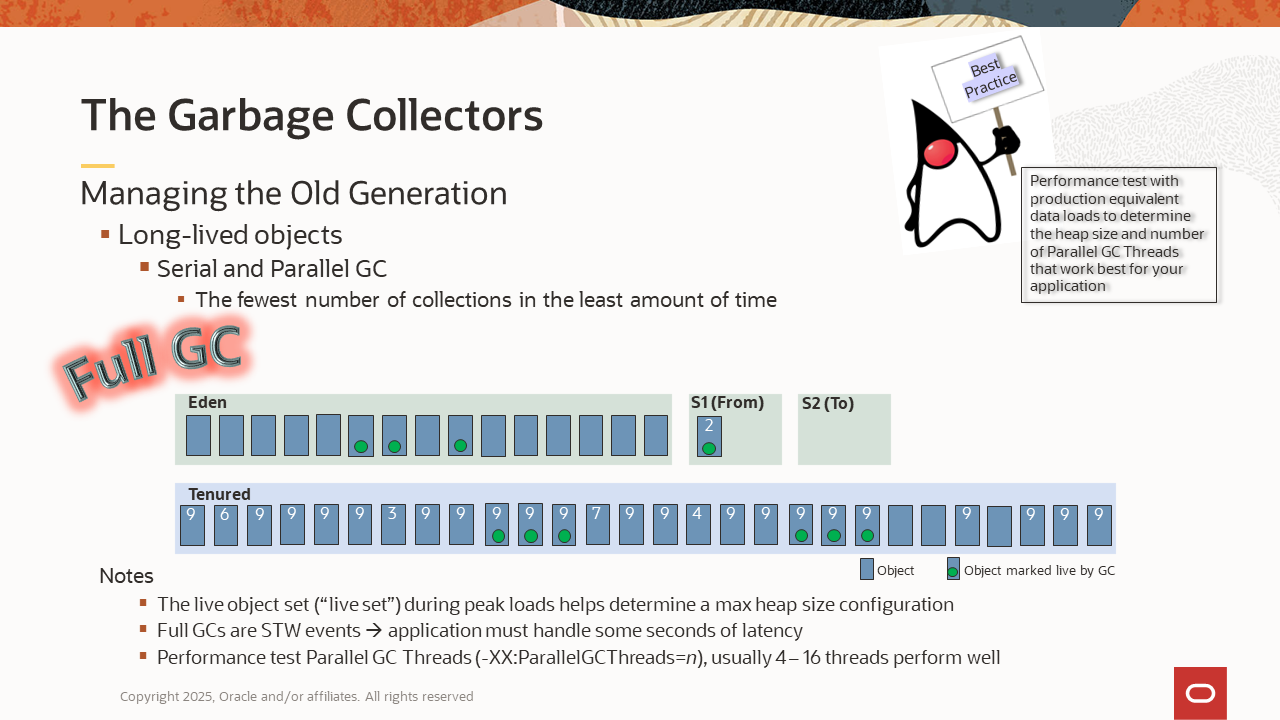 Best
Practice
The Garbage Collectors
Managing the Old Generation
Long-lived objects
Serial and Parallel GC
The fewest number of collections in the least amount of time
Performance test with
production equivalent
data loads to determine
the heap size and number
of Parallel GC Threads
that work best for your
application
Full GC
Eden
S1 (From)
S2 (To)
2
Tenured
9 6 9 9 9 9 3 9 9 9 9 9 7 9 9 4 9 9 9 9 9 9 9 9 9
Object
Object marked live by GC
Notes
The live object set (“live set”) during peak loads helps determine a max heap size configuration
Full GCs are STW events → application must handle some seconds of latency
Performance test Parallel GC Threads (-XX:ParallelGCThreads=n), usually 4 – 16 threads perform well
Copyright 2025, Oracle and/or affiliates. All rights reserved